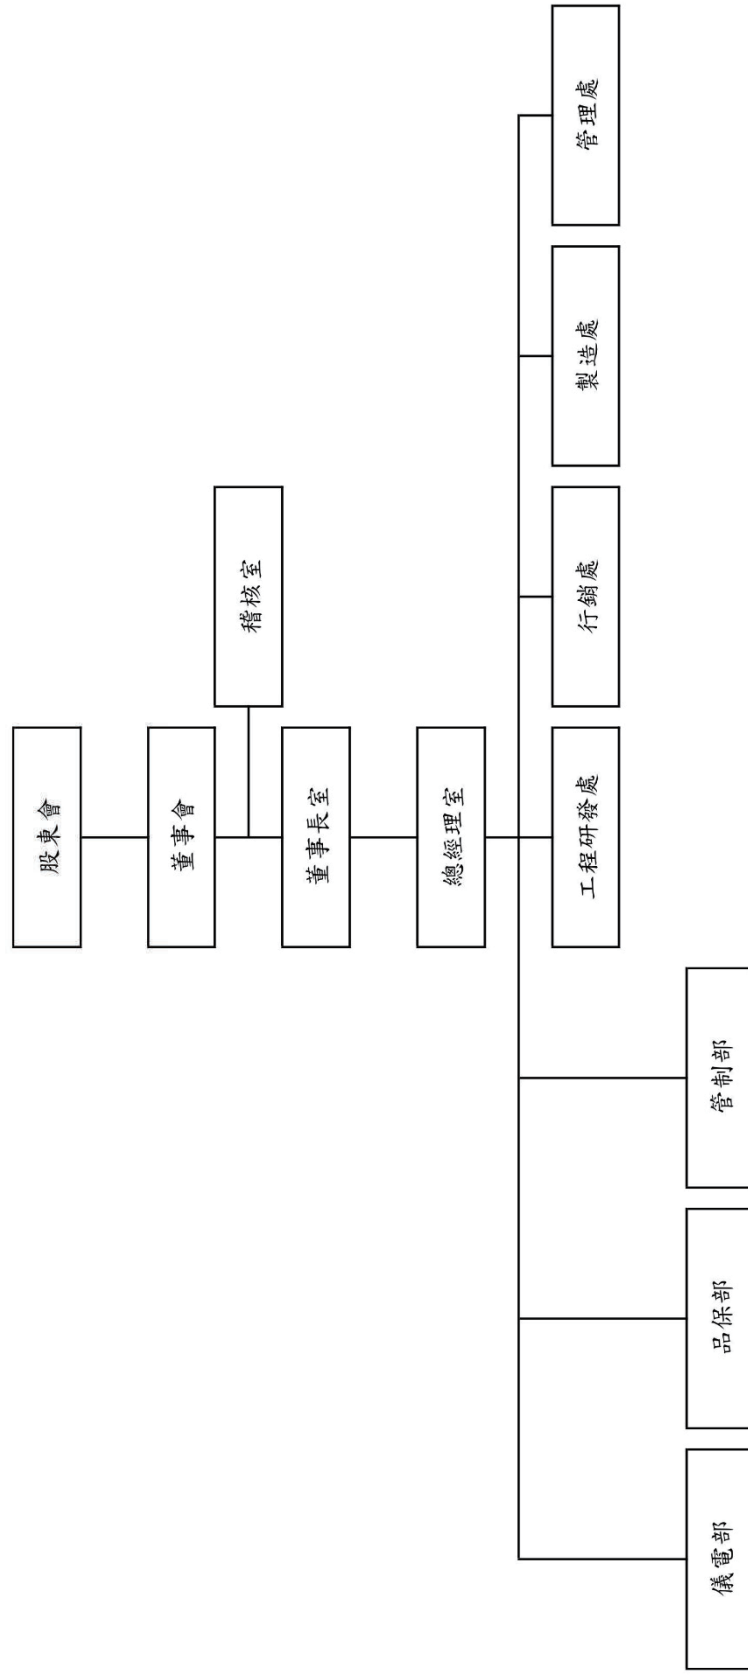 股東會
董事會
稽核室
董事長室
總經理室
儀電部
品保部
管制部
工程研發處
行銷處
製造處
管理處